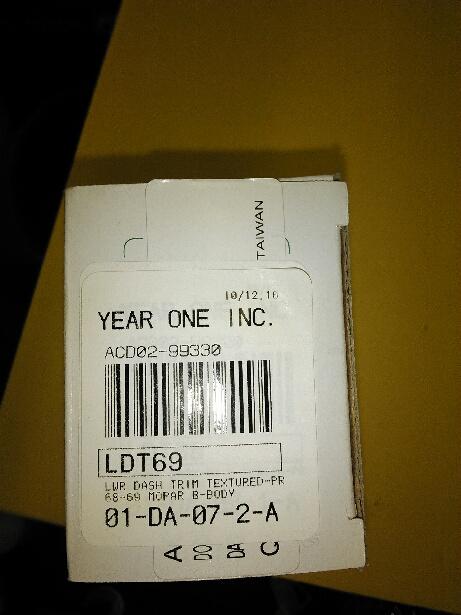 TAIWAN
10/12,16
YEAR ONE INC.
ACD02-99330
LDT69
LWR DASH TRIM TEXTURED-PR
68-69 MOPAR B-BODY
01-DA-07-2-A